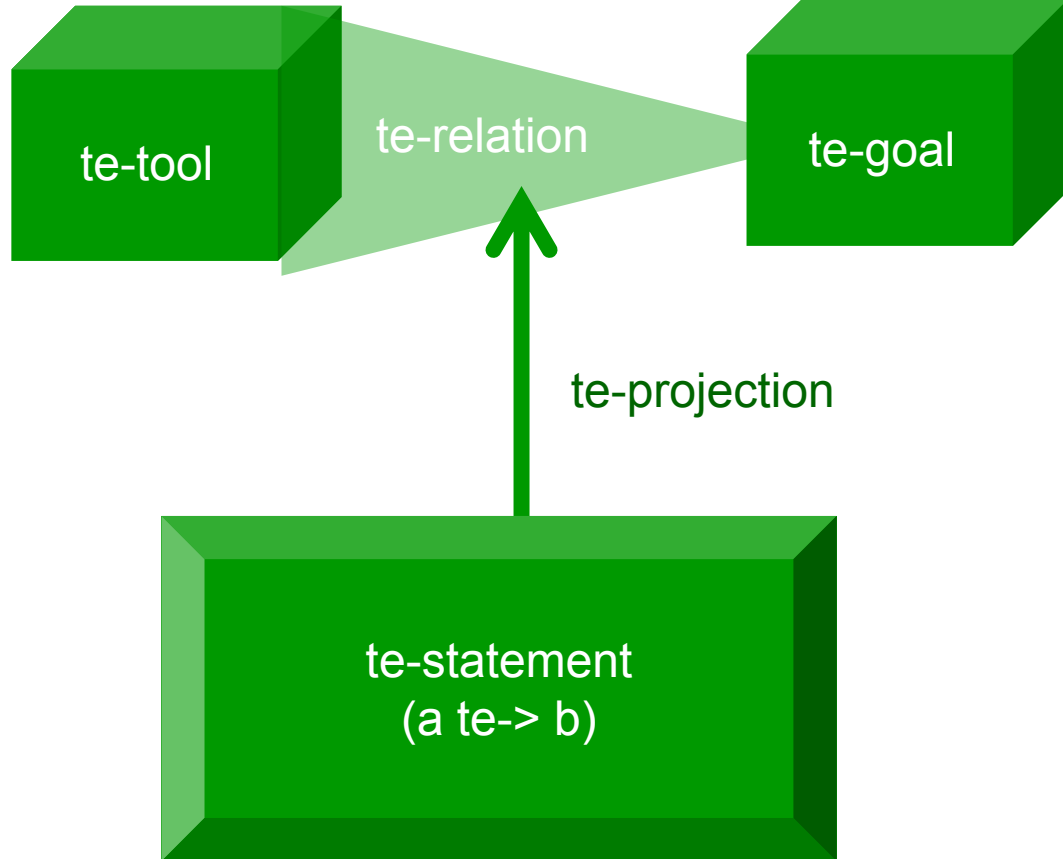 te-tool
te-relation
te-goal
te-projection
te-statement
(a te-> b)